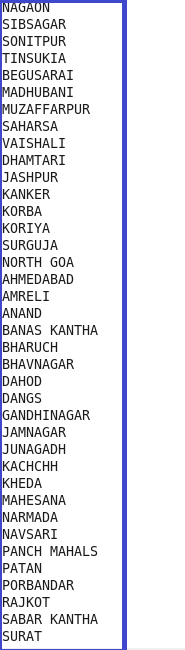 NAGAON
SIBSAGAR
SONITPUR
TINSUKIA
BEGUSARAI
MADHUBANI
MUZAFFARPUR
SAHARSA
VAISHALI
DHAMTARI
JASHPUR
KANKER
KORBA
KORIYA
SURGUJA
NORTH GOA
AHMEDABAD
AMRELI
ANAND
BANAS KANTHA
BHARUCH
BHAVNAGAR
DAHOD
DANGS
GANDHINAGAR
JAMNAGAR
JUNAGADH
KACHCHH
KHEDA
MAHESANA
NARMADA
NAVSARI
PANCH MAHALS
PATAN
PORBANDAR
RAJKOT
SABAR KANTHA
SURAT